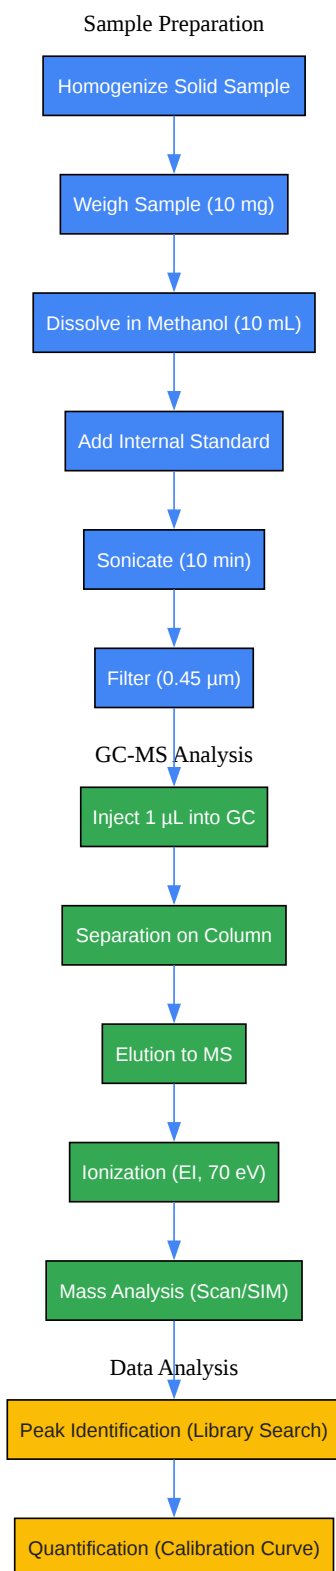 Sample Preparation
Homogenize Solid Sample
Weigh Sample (10 mg)
Dissolve in Methanol (10 mL)
Add Internal Standard
Sonicate (10 min)
Filter (0.45 µm)
GC-MS Analysis
Inject 1 µL into GC
Separation on Column
Elution to MS
Ionization (EI, 70 eV)
Mass Analysis (Scan/SIM)
Data Analysis
Peak Identification (Library Search)
Quantification (Calibration Curve)